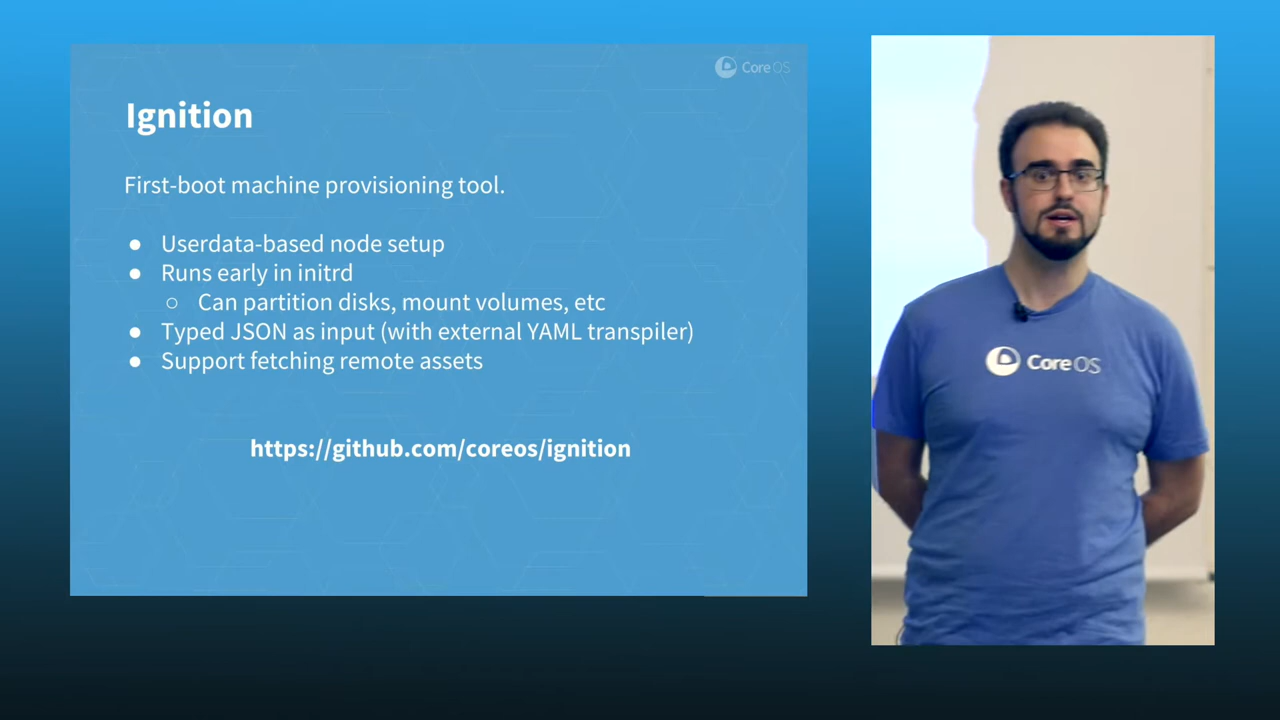 CoreOS
Ignition
First-boot machine provisioning tool.
● Userdata-based node setup
● Runs early in initrd
○ Can partition disks, mount volumes, etc
● Typed JSON as input (with external YAML transpiler)
● Support fetching remote assets
https://github.com/coreos/ignition
CoreOS